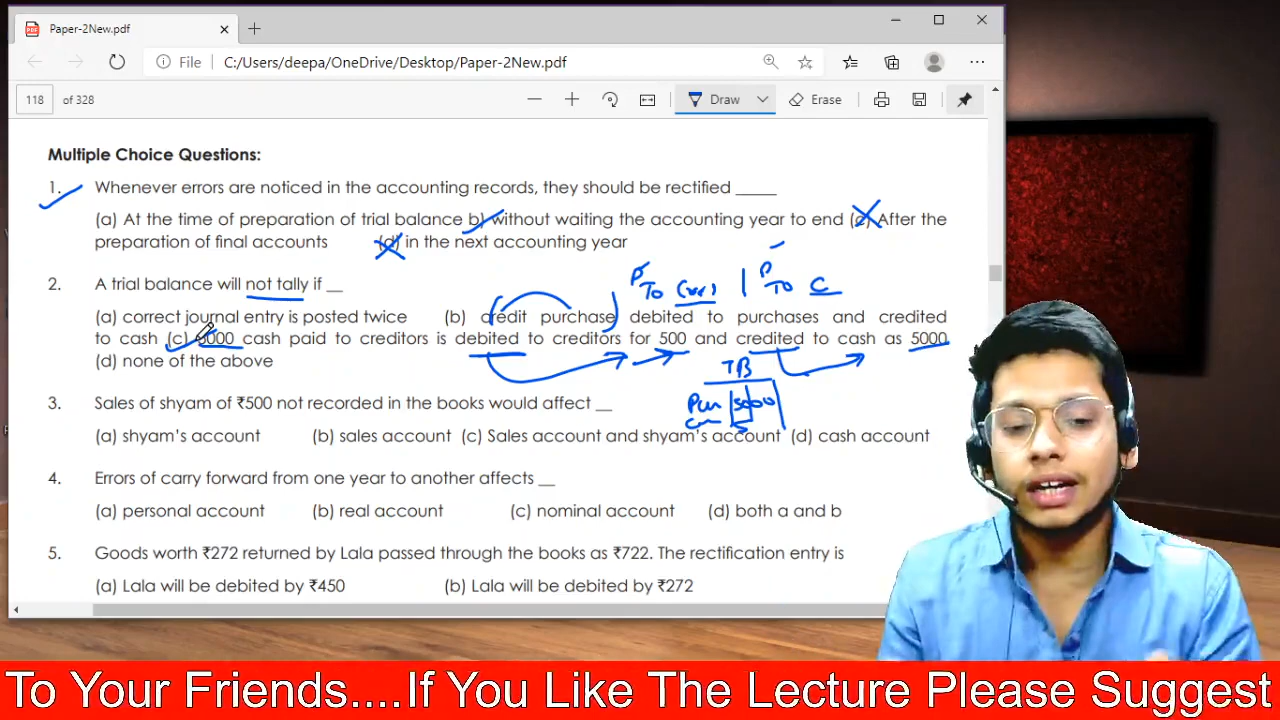 Paper-2New.pdf
File C:/Users/deepa/OneDrive/Desktop/Paper-2New.pdf
118 of 328 Draw Erase
Multiple Choice Questions:
1. Whenever errors are noticed in the accounting records, they should be rectified _____
(a) At the time of preparation of trial balance b) without waiting the accounting year to end (c) After the
preparation of final accounts (d) in the next accounting year
P P
To To C
2. A trial balance will not tally if __
(a) correct journal entry is posted twice (b) credit purchase debited to purchases and credited
to cash (c) 5000 cash paid to creditors is debited to creditors for 500 and credited to cash as 5000
(d) none of the above
TB
Pur 5000
3. Sales of shyam of ₹500 not recorded in the books would affect __
(a) shyam's account (b) sales account (c) Sales account and shyam's account (d) cash account
4. Errors of carry forward from one year to another affects __
(a) personal account (b) real account (c) nominal account (d) both a and b
5. Goods worth ₹272 returned by Lala passed through the books as ₹722. The rectification entry is
(a) Lala will be debited by ₹450 (b) Lala will be debited by ₹272
To Your Friends....If You Like The Lecture Please Suggest